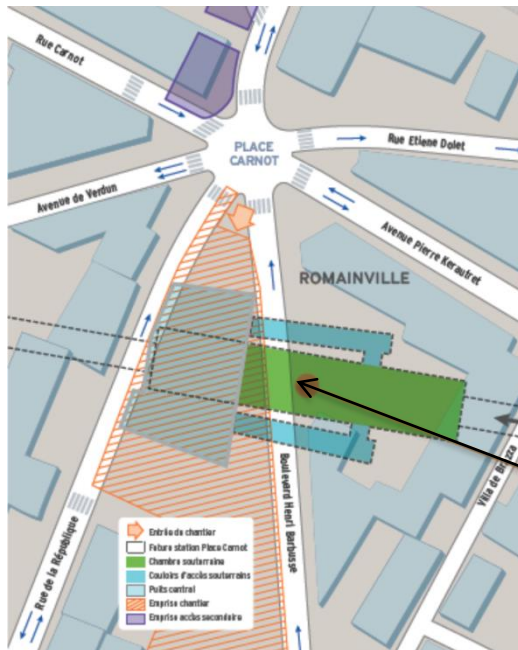 Rue Carnot
PLACE
CARNOT
Rue Etiene Dolet
Avenue de Verdun
Avenue Pierre Kerautret
ROMAINVILLE
Boulevard Henri Barbusse
Villa de Brazza
Rue de la République
Entrée de chantier
Future station Place Carnot
Chambre souterraine
Couloirs d'accès souterrains
Puits central
Emprise chantier
Emprise accès secondaire